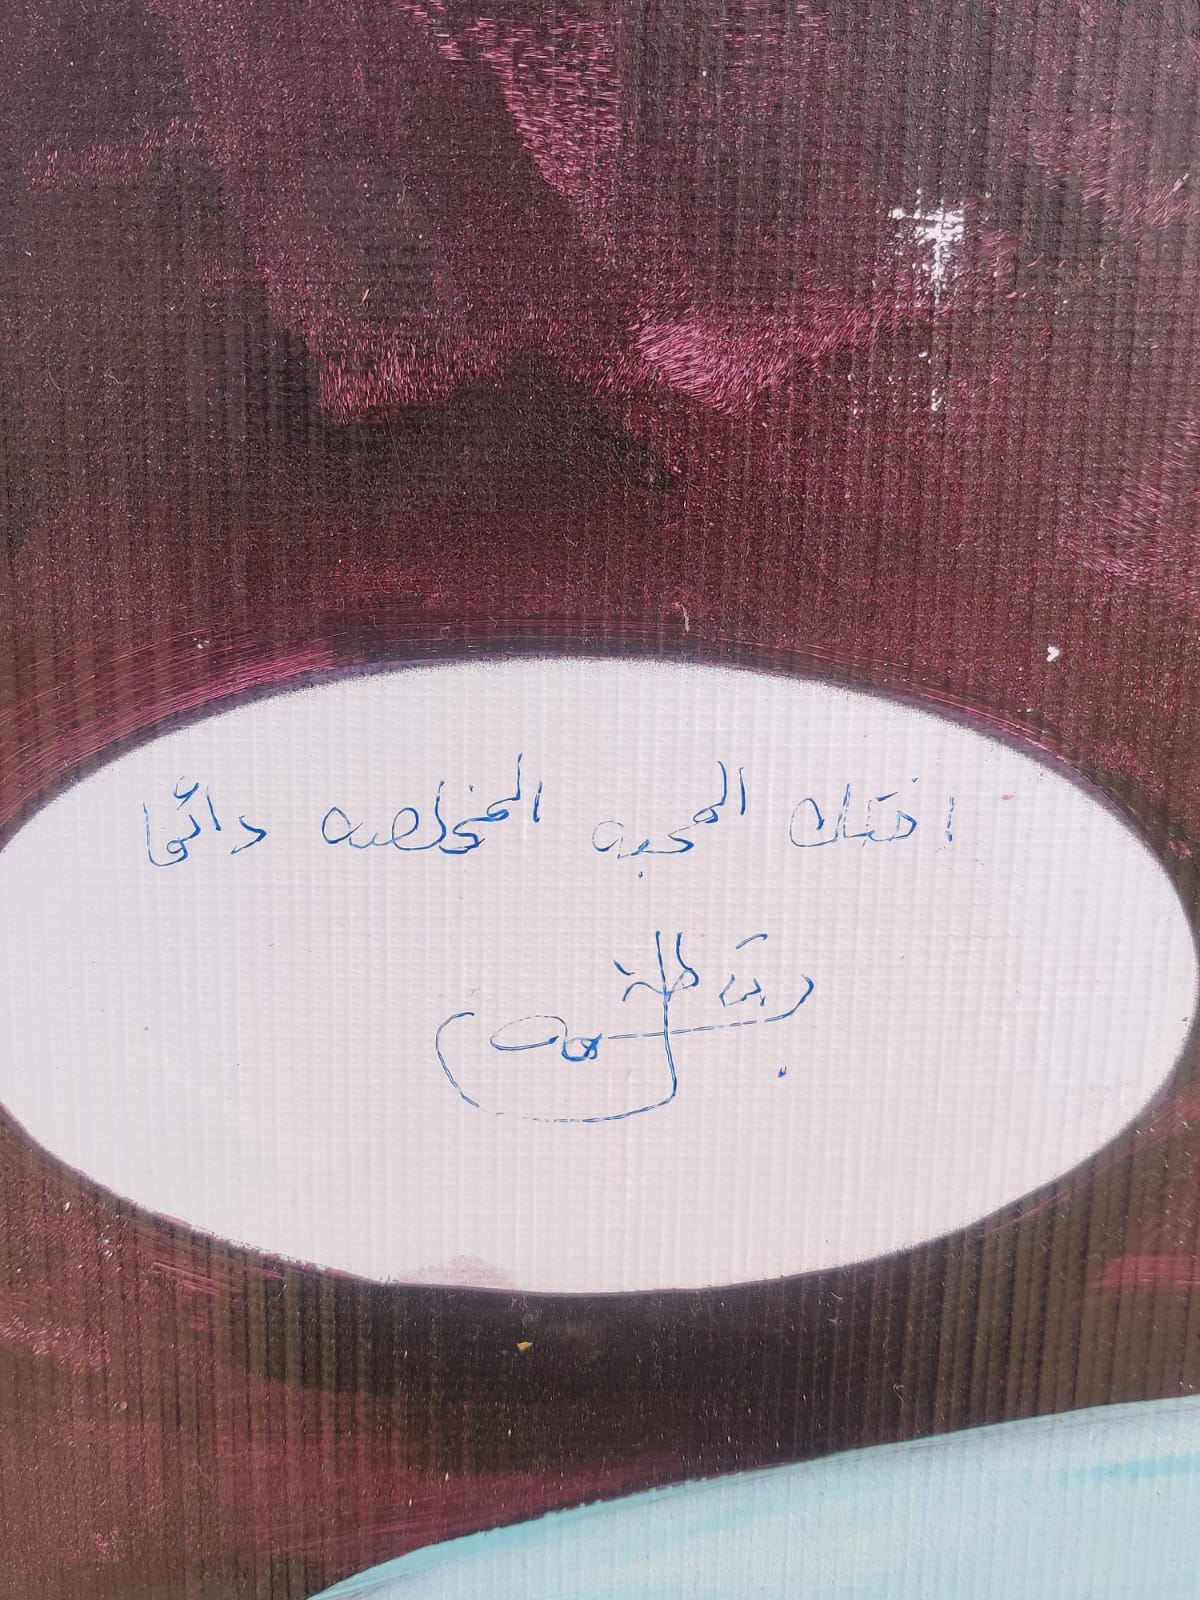 اختك المحبه المخلصه دائما